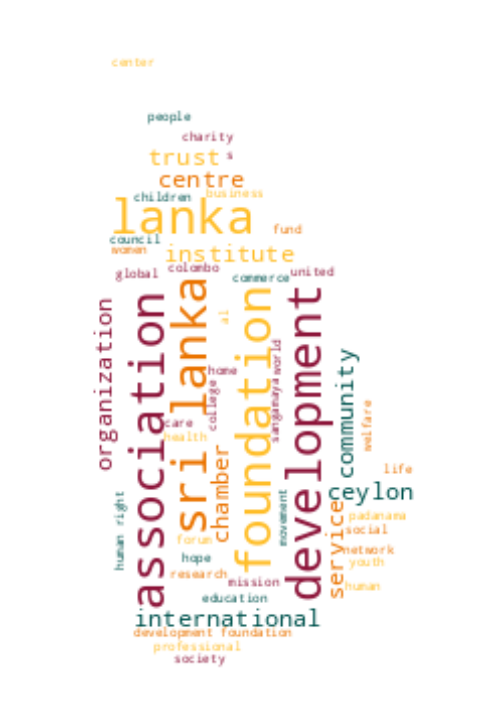 center
people
charity
trust
s
centre
children
business
lanka
council
fund
women
institute
global
colombo
commerce
united
organization
association
sri lanka
al
foundation
development
world
home
college
sangamaya
community
care
health
chamber
welfare
life
ceylon
human right
movement
service
padanama
social
forum
network
hope
youth
research
mission
human
education
international
development foundation
professional
society